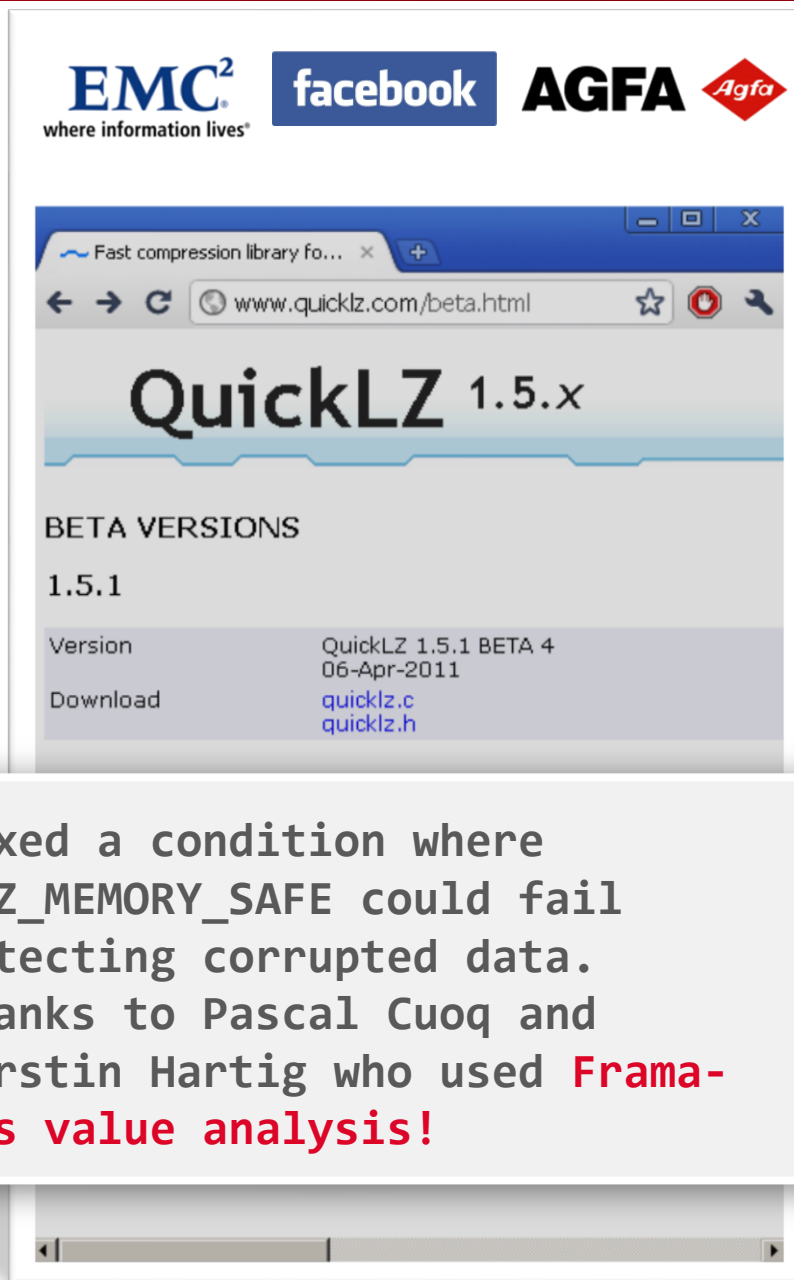 EMC²
where information lives®
facebook
AGFA
Agfa
Fast compression library fo...
www.quicklz.com/beta.html
QuickLZ 1.5.x
BETA VERSIONS
1.5.1
Version QuickLZ 1.5.1 BETA 4
06-Apr-2011
Download quicklz.c
quicklz.h
xed a condition where
Z_MEMORY_SAFE could fail
tecting corrupted data.
anks to Pascal Cuoq and
rstin Hartig who used Frama-
s value analysis!